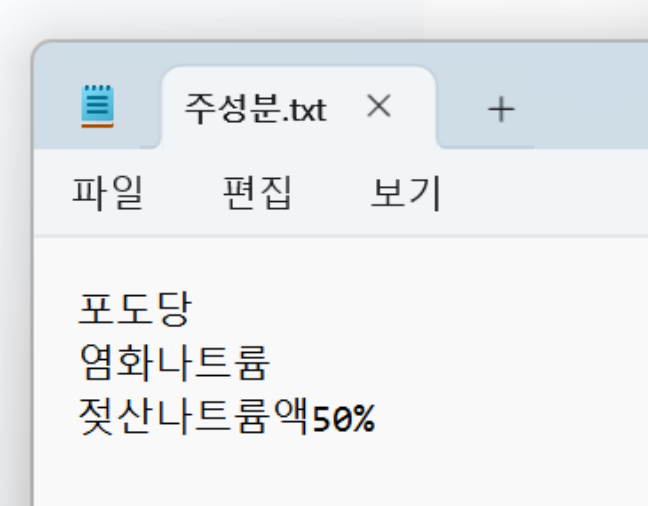 주성분.txt
파일 편집 보기
포도당
염화나트륨
젖산나트륨액50%